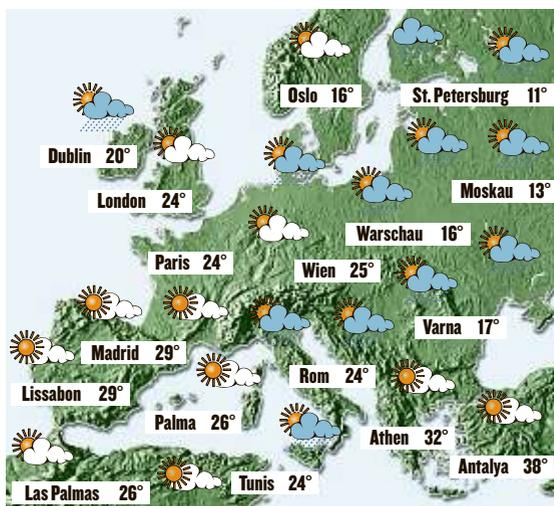 Oslo 16°
St. Petersburg 11°
Dublin 20°
London 24°
Moskau 13°
Warschau 16°
Paris 24°
Wien 25°
Varna 17°
Madrid 29°
Lissabon 29°
Rom 24°
Palma 26°
Athen 32°
Antalya 38°
Las Palmas 26°
Tunis 24°